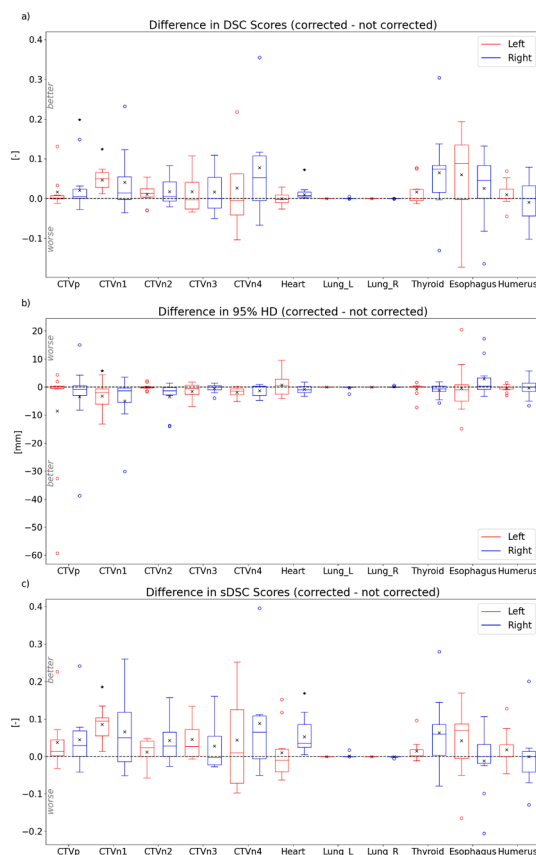 a)
Difference in DSC Scores (corrected - not corrected)
0.4
0.3
0.2
0.1
0.0
−0.1
[-]
better
worse
Left
Right
CTVp CTVn1 CTVn2 CTVn3 CTVn4 Heart Lung_L Lung_R Thyroid Esophagus Humerus
b)
Difference in 95% HD (corrected - not corrected)
20
10
0
−10
−20
−30
−40
−50
−60
[mm]
worse
better
Left
Right
CTVp CTVn1 CTVn2 CTVn3 CTVn4 Heart Lung_L Lung_R Thyroid Esophagus Humerus
c)
Difference in sDSC Scores (corrected - not corrected)
0.4
0.3
0.2
0.1
0.0
−0.1
−0.2
[-]
better
worse
Left
Right
CTVp CTVn1 CTVn2 CTVn3 CTVn4 Heart Lung_L Lung_R Thyroid Esophagus Humerus